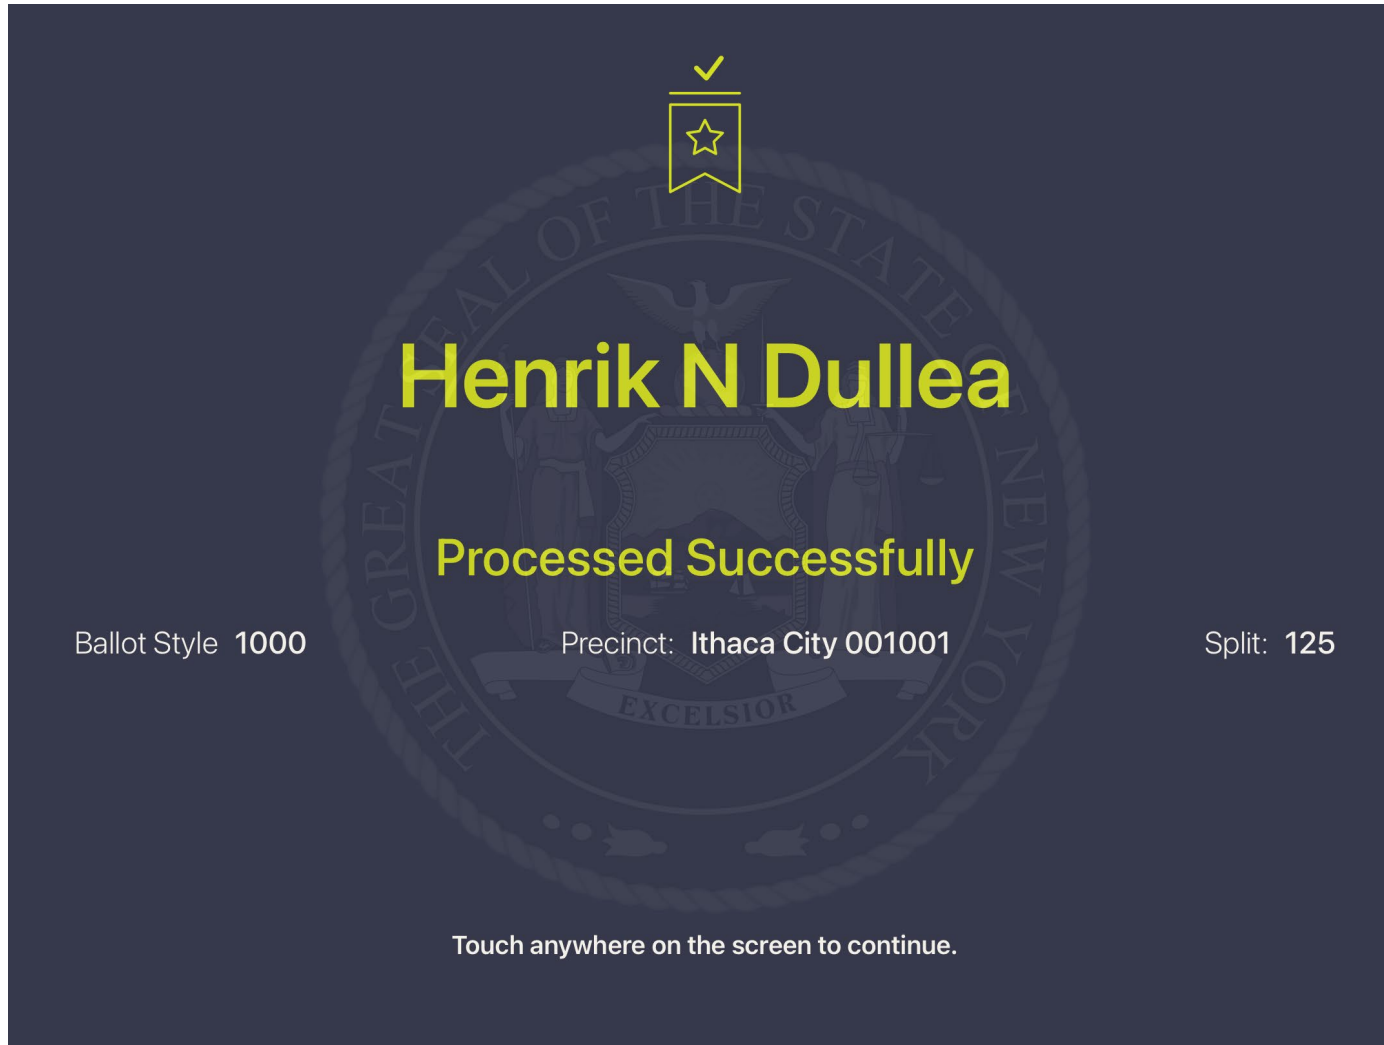 THE GREAT SEAL OF THE STATE OF NEW YORK
Henrik N Dullea
Processed Successfully
Ballot Style 1000 Precinct: Ithaca City 001001 Split: 125
EXCELSIOR
Touch anywhere on the screen to continue.